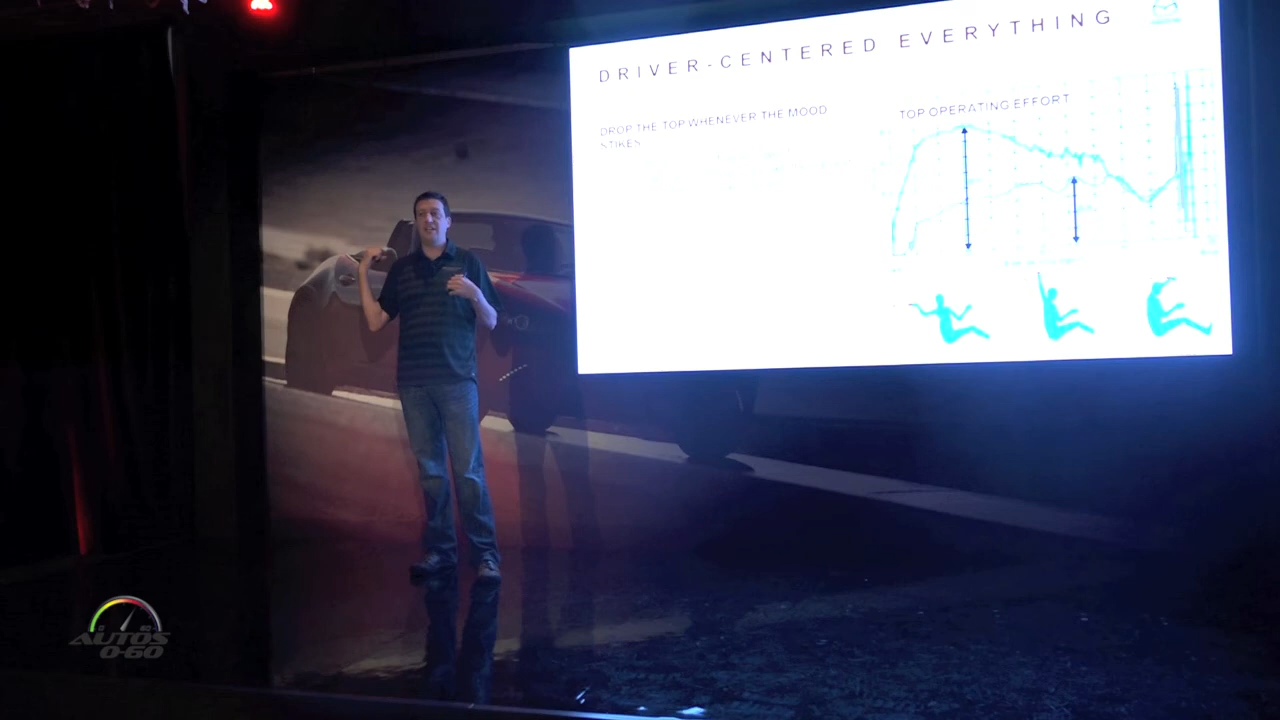 DRIVER-CENTERED EVERYTHING
DROP THE TOP WHENEVER THE MOOD
STIKES
TOP OPERATING EFFORT
AUTOS
0-60